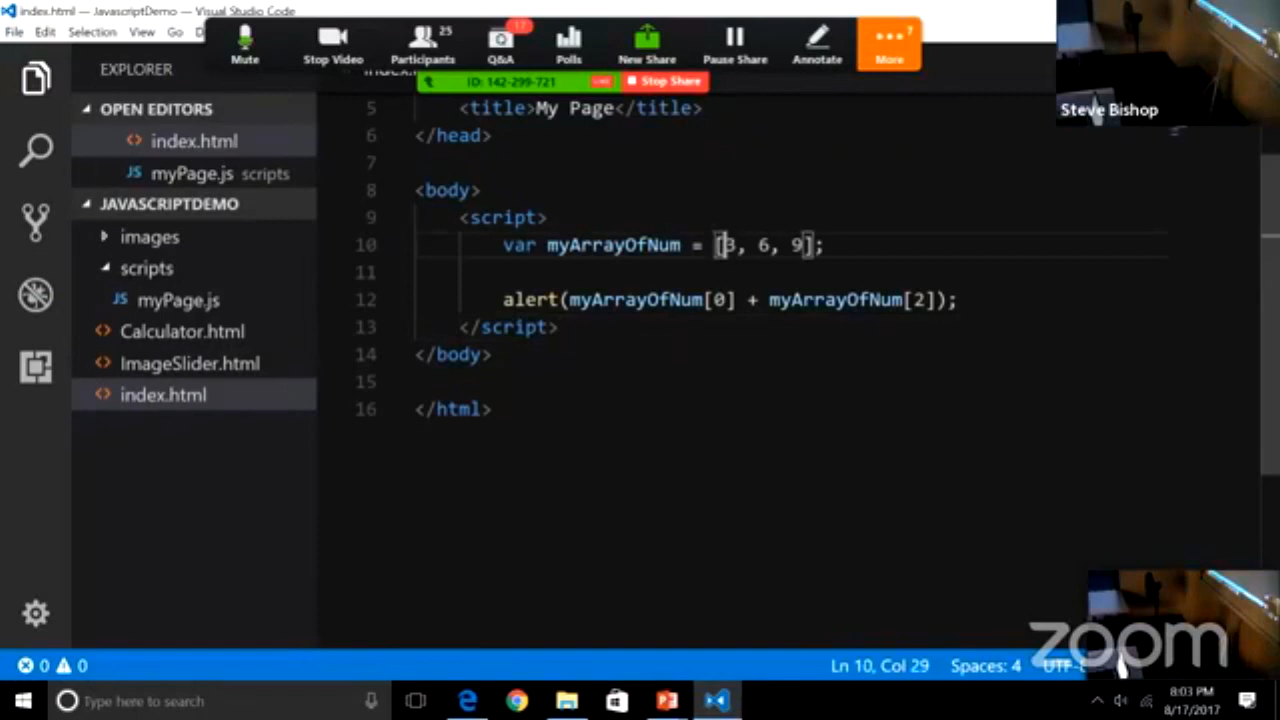 index.html — JavascriptDemo — Visual Studio Code
File Edit Selection View Go
Mute
Stop Video
Participants 25
Q&A 17
Polls
New Share
Pause Share
Annotate
More 7
ID: 142-299-721 LIVE Stop Share
Steve Bishop
EXPLORER
OPEN EDITORS
index.html
myPage.js scripts
JAVASCRIPTDEMO
images
scripts
JS myPage.js
Calculator.html
ImageSlider.html
index.html
5 <title>My Page</title>
6 </head>
7
8 <body>
9 <script>
10 var myArrayOfNum = [3, 6, 9];
11
12 alert(myArrayOfNum[0] + myArrayOfNum[2]);
13 </script>
14 </body>
15
16 </html>
zoom
0 0
Ln 10, Col 29 Spaces: 4
Type here to search
8:03 PM
8/17/2017